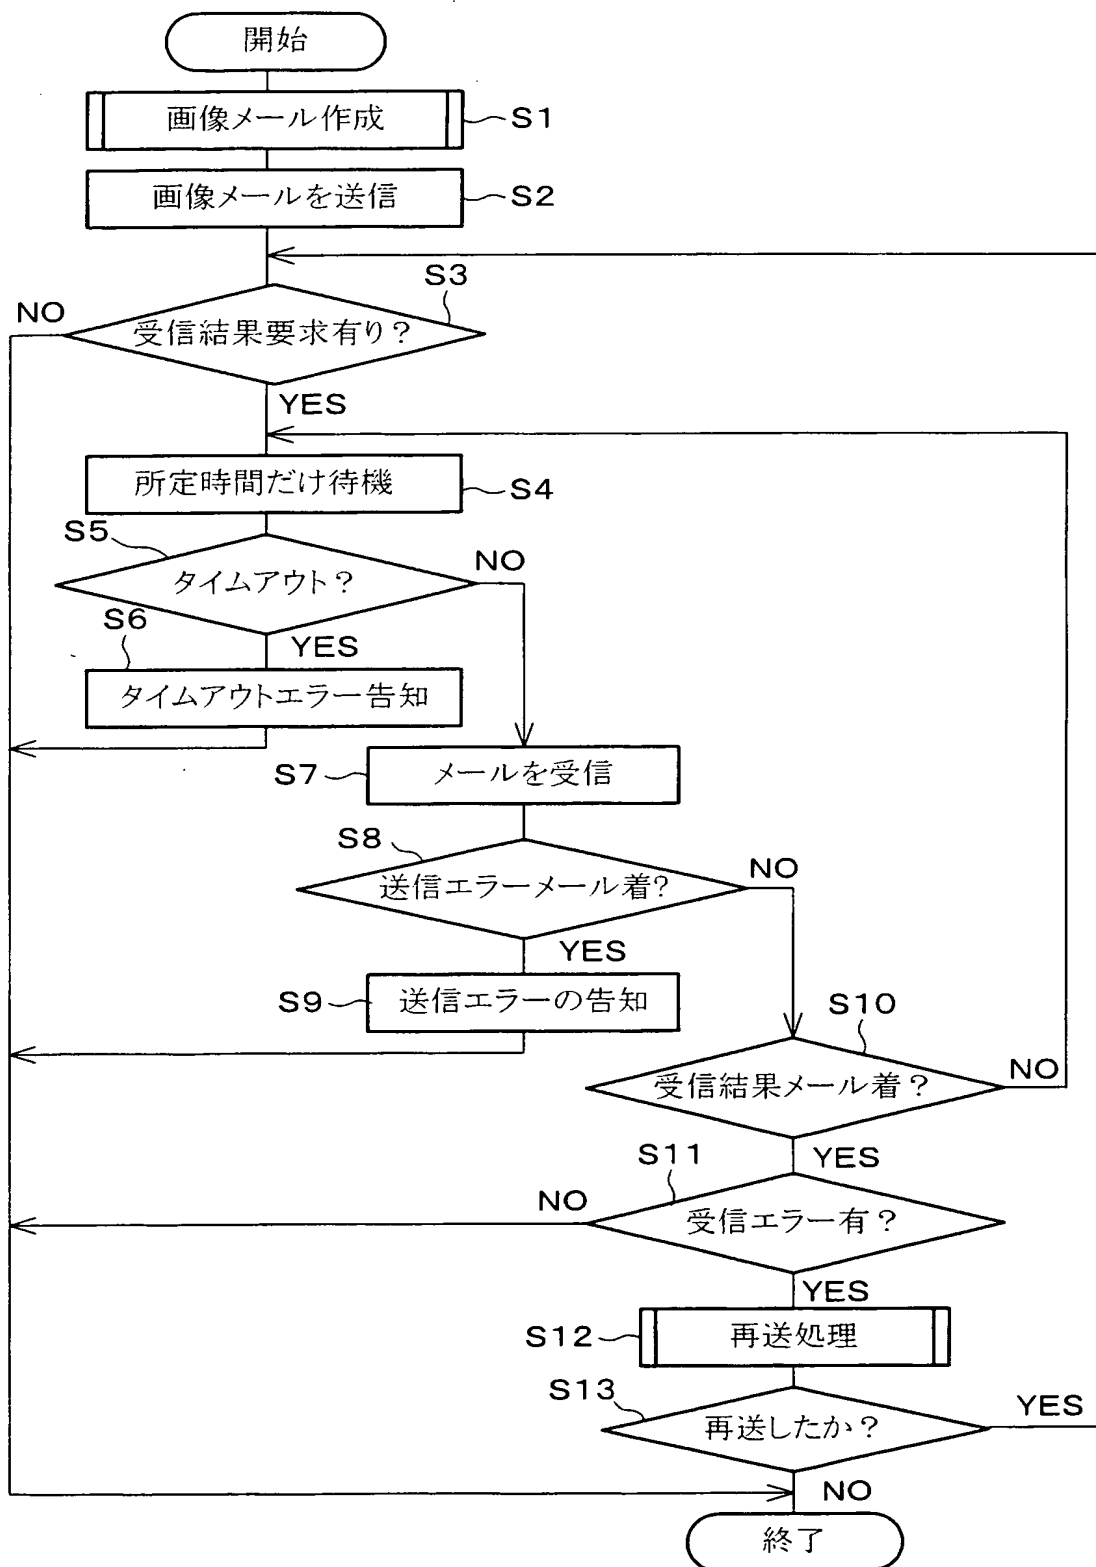 開始
画像メール作成
S1
画像メールを送信
S2
S3
NO
受信結果要求有り？
YES
所定時間だけ待機
S4
S5
NO
タイムアウト？
S6
YES
タイムアウトエラー告知
S7
メールを受信
S8
NO
送信エラーメール着?
YES
S9
送信エラーの告知
S10
受信結果メール着？
NO
S11
YES
NO
受信エラー有？
YES
S12
再送処理
S13
YES
再送したか？
NO
終了